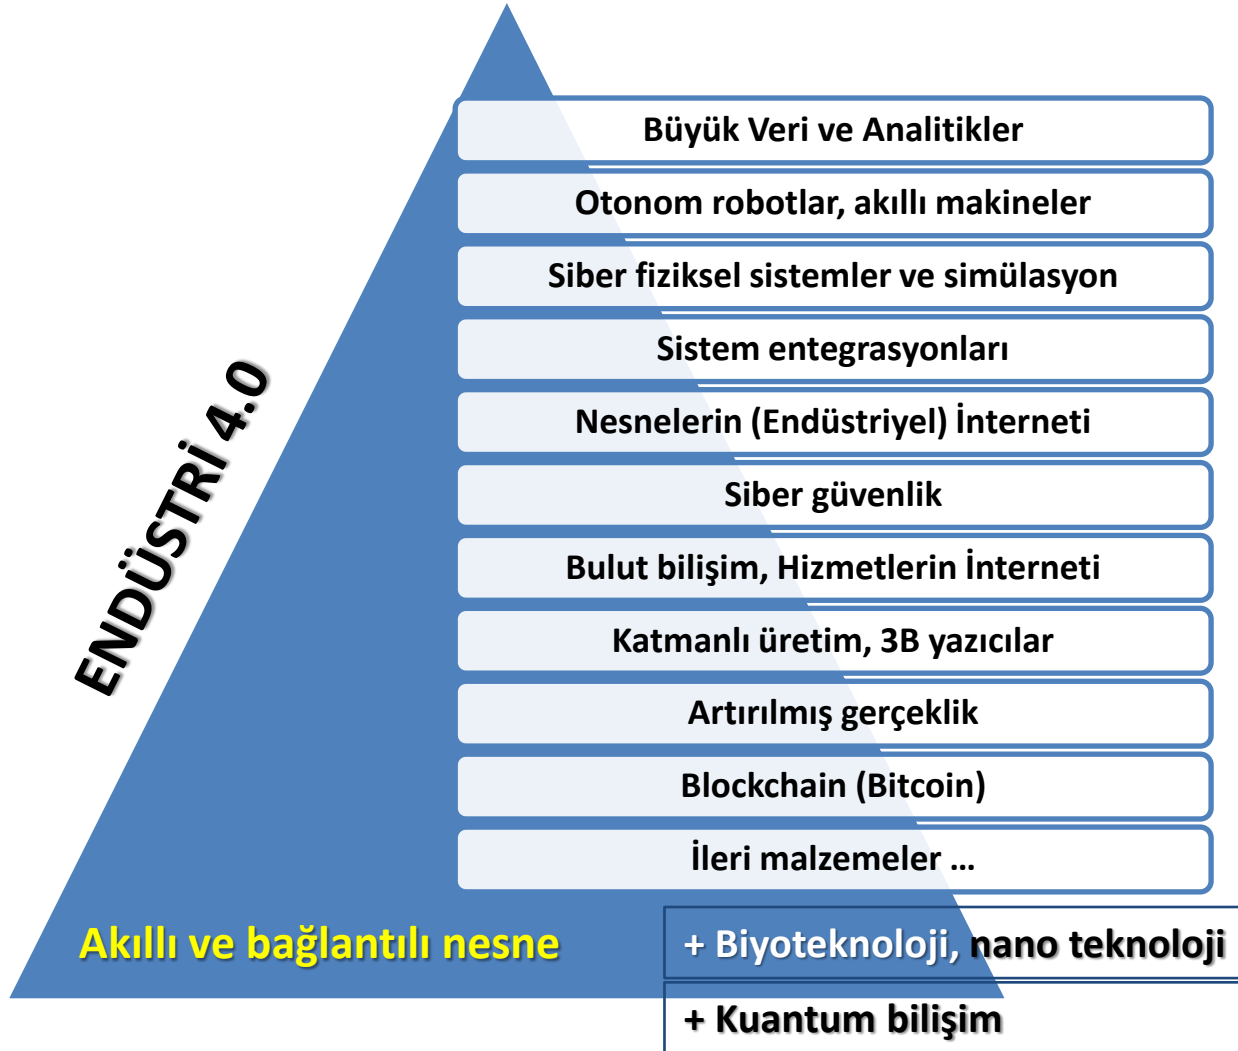 Büyük Veri ve Analitikler
Otonom robotlar, akıllı makineler
Siber fiziksel sistemler ve simülasyon
Sistem entegrasyonları
Nesnelerin (Endüstriyel) İnterneti
Siber güvenlik
Bulut bilişim, Hizmetlerin İnterneti
Katmanlı üretim, 3B yazıcılar
Artırılmış gerçeklik
Blockchain (Bitcoin)
İleri malzemeler ...
ENDÜSTRİ 4.0
Akıllı ve bağlantılı nesne
+ Biyoteknoloji, nano teknoloji
+ Kuantum bilişim